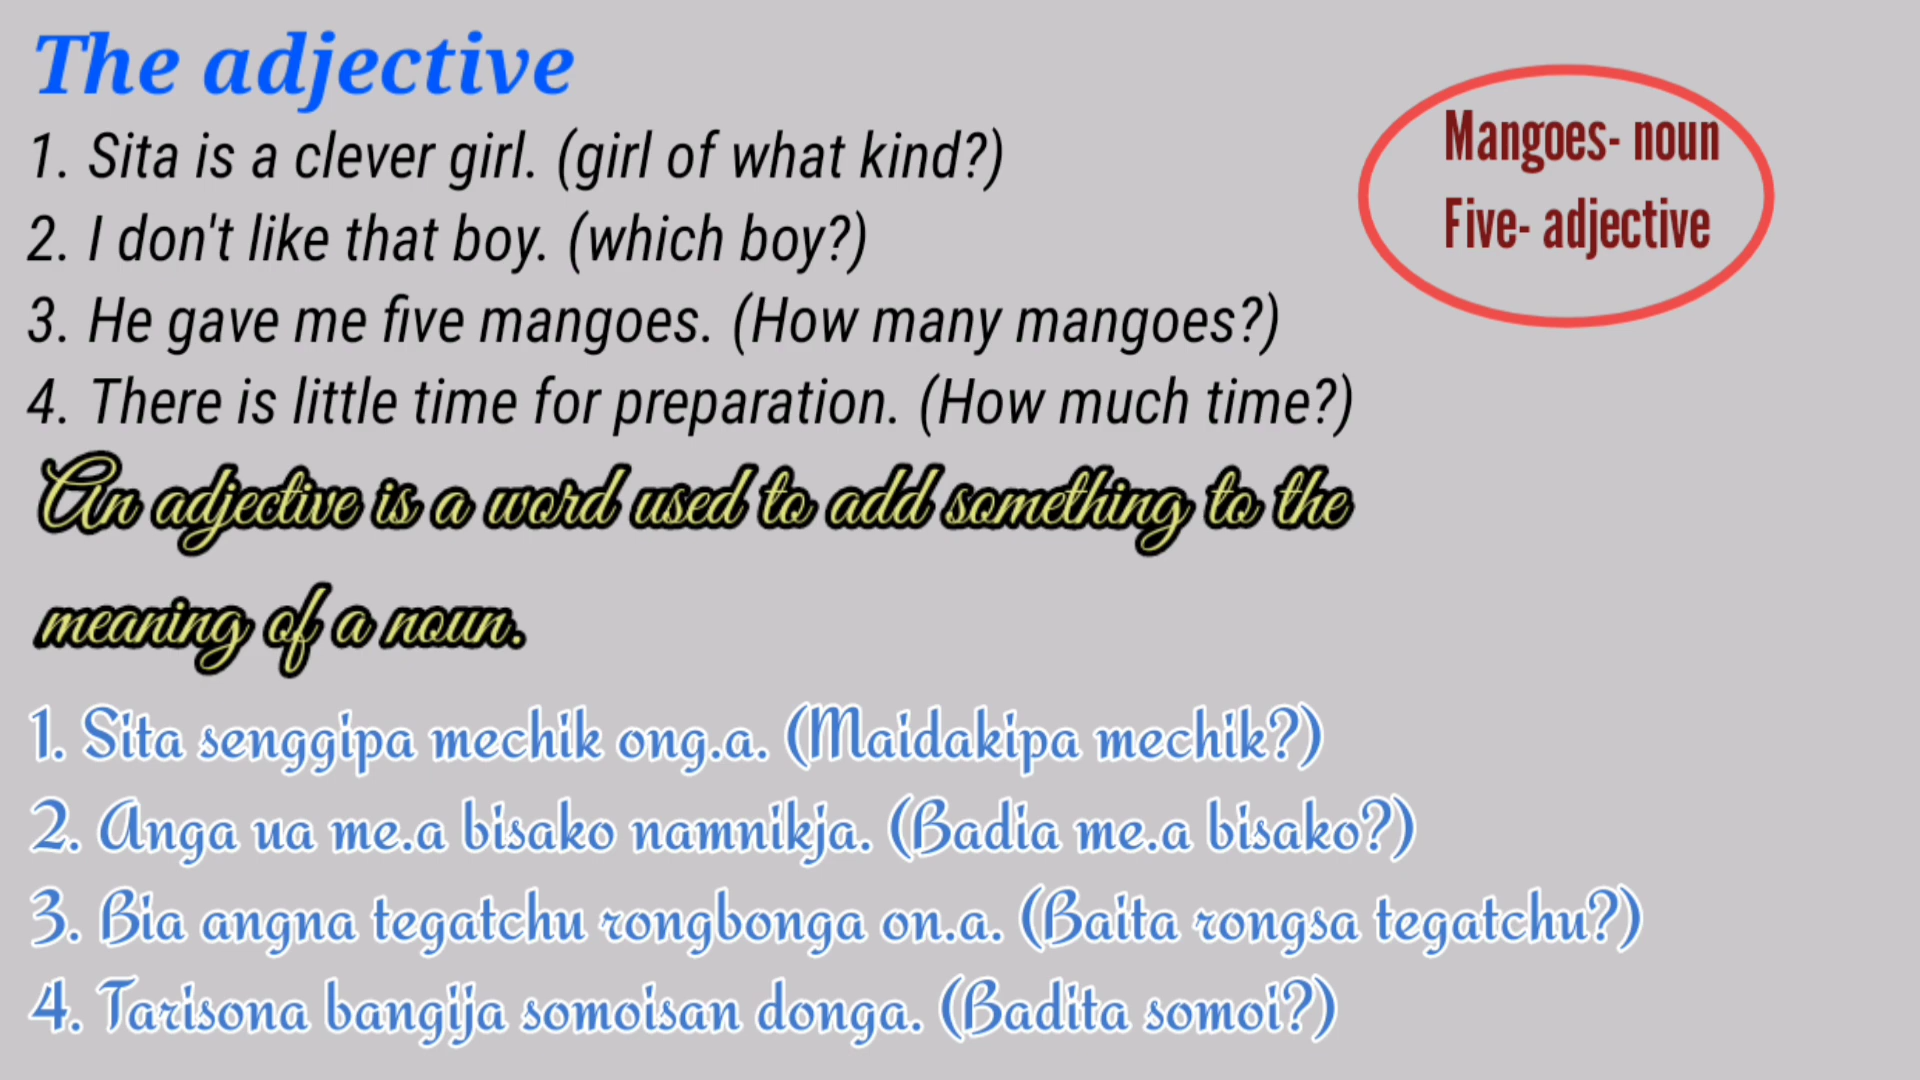 The adjective
1. Sita is a clever girl. (girl of what kind?)
2. I don't like that boy. (which boy?)
3. He gave me five mangoes. (How many mangoes?)
4. There is little time for preparation. (How much time?)
Mangoes- noun
Five- adjective
An adjective is a word used to add something to the
meaning of a noun.
1. Sita senggipa mechik ong.a. (Maidakipa mechik?)
2. Anga ua me.a bisako namnikja. (Badia me.a bisako?)
3. Bia angna tegatchu rongbonga on.a. (Baita rongsa tegatchu?)
4. Tarisona bangija somoisan donga. (Badita somoi?)